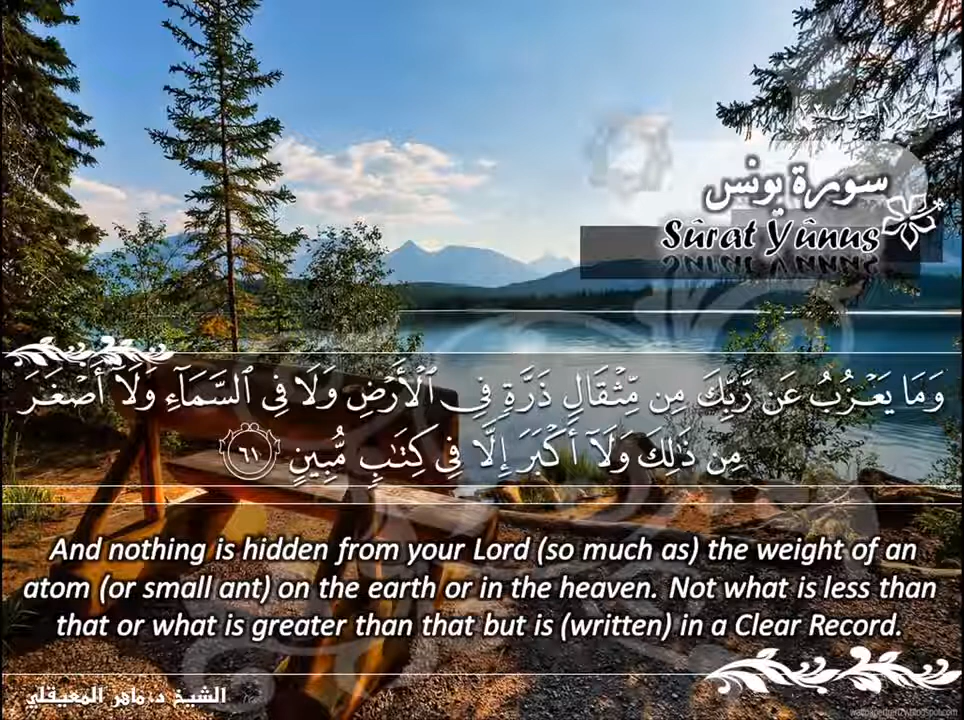 سورة يونس
Sûrat Yûnus
وَمَا يَعْزُبُ عَن رَّبِّكَ مِن مِّثْقَالِ ذَرَّةٍ فِى ٱلْأَرْضِ وَلَا فِى ٱلسَّمَآءِ وَلَآ أَصْغَرَ
مِن ذَٰلِكَ وَلَآ أَكْبَرَ إِلَّا فِى كِتَٰبٍ مُّبِينٍ ٦١
And nothing is hidden from your Lord (so much as) the weight of an
atom (or small ant) on the earth or in the heaven. Not what is less than
that or what is greater than that but is (written) in a Clear Record.
الشيخ د.ماهر المعيقلي